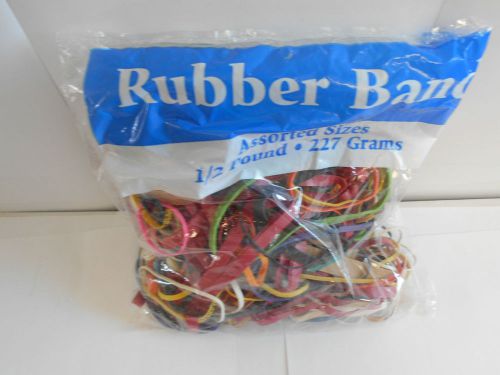 Rubber Band
Assorted Sizes
1/2 Pound • 227 Grams